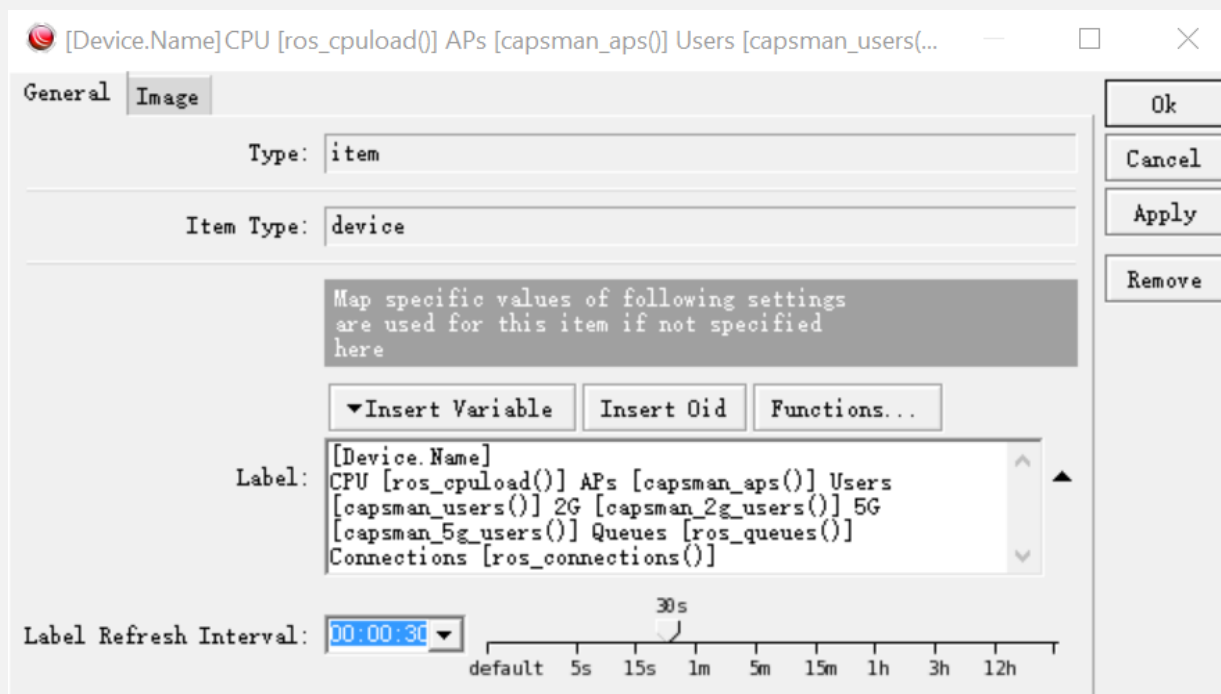 [Device.Name]CPU [ros_cpuload()] APs [capsman_aps()] Users [capsman_users(...
General Image
Ok
Type: item
Cancel
Item Type: device
Apply
Remove
Map specific values of following settings
are used for this item if not specified
here
Insert Variable Insert Oid Functions...
Label:
[Device.Name]
CPU [ros_cpuload()] APs [capsman_aps()] Users
[capsman_users()] 2G [capsman_2g_users()] 5G
[capsman_5g_users()] Queues [ros_queues()]
Connections [ros_connections()]
30s
Label Refresh Interval: 00:00:30
default 5s 15s 1m 5m 15m 1h 3h 12h